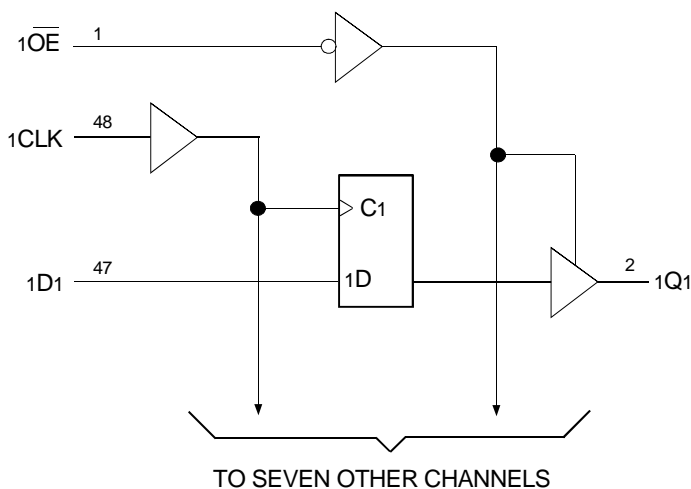 1
1OE
48
1CLK
C1
47
1D1
1D
2
1Q1
TO SEVEN OTHER CHANNELS